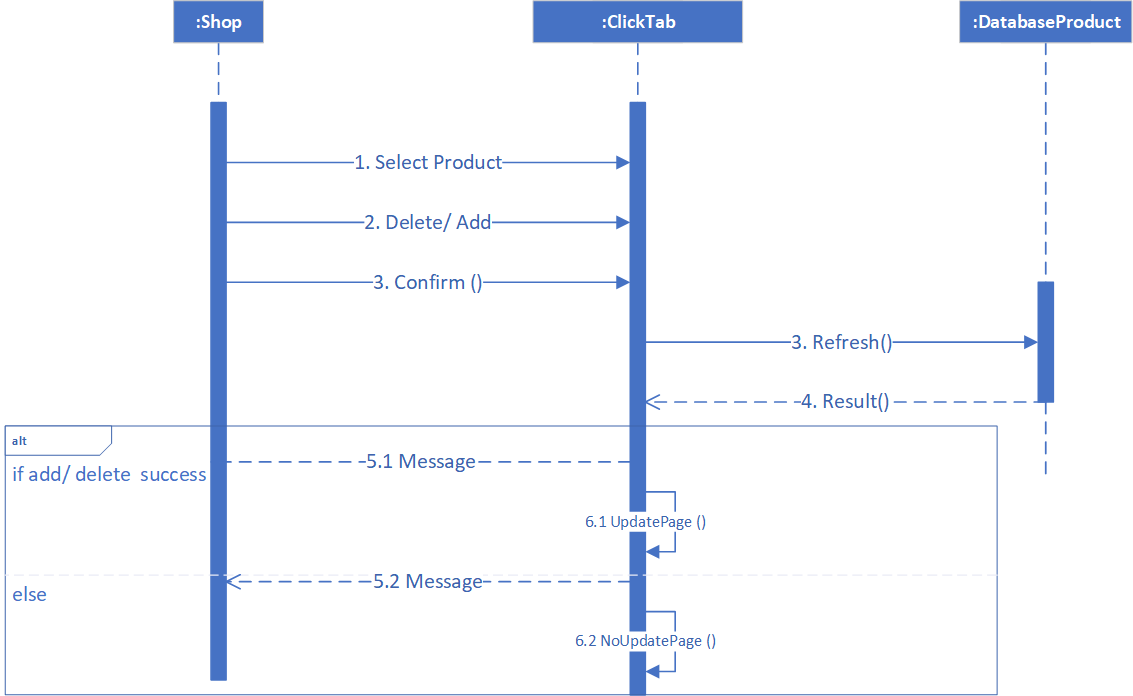 :Shop
:ClickTab
:DatabaseProduct
1. Select Product
2. Delete/ Add
3. Confirm ()
3. Refresh()
4. Result()
alt
5.1 Message
if add/ delete  success
6.1 UpdatePage ()
5.2 Message
else
6.2 NoUpdatePage ()